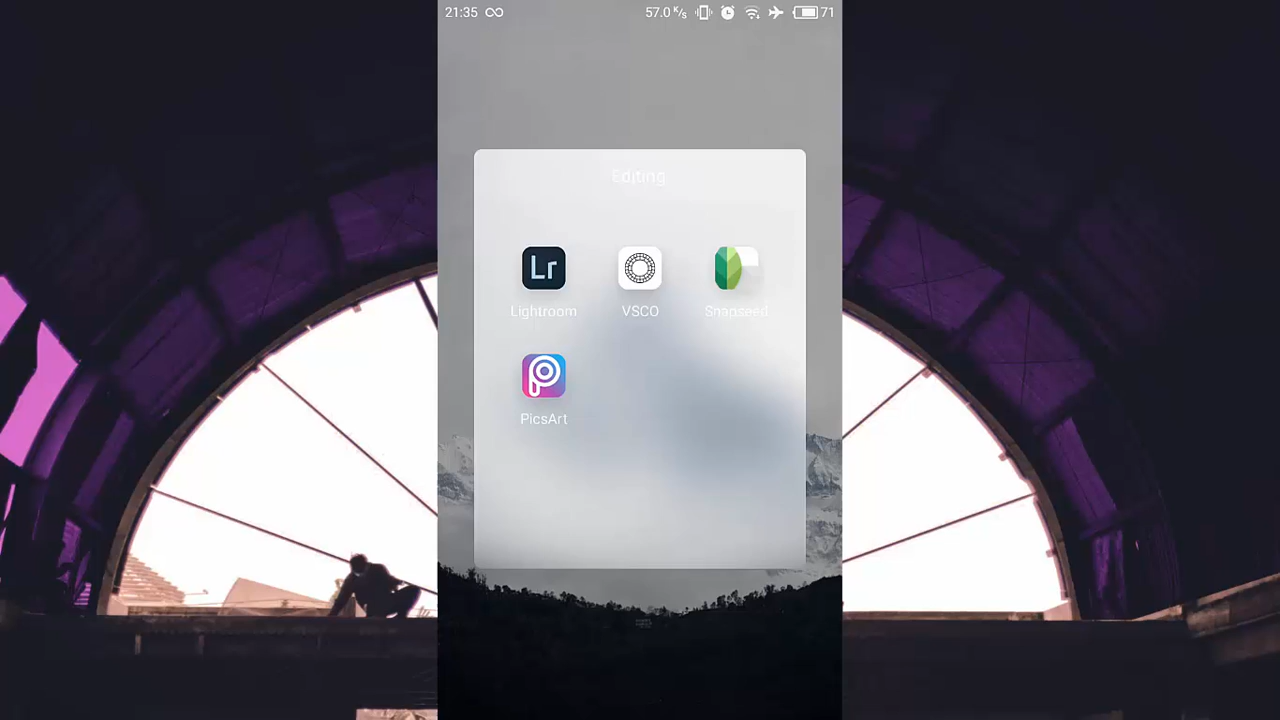 21:35 57.0 K/s 71
Editing
Lr
Lightroom VSCO Snapseed
PicsArt